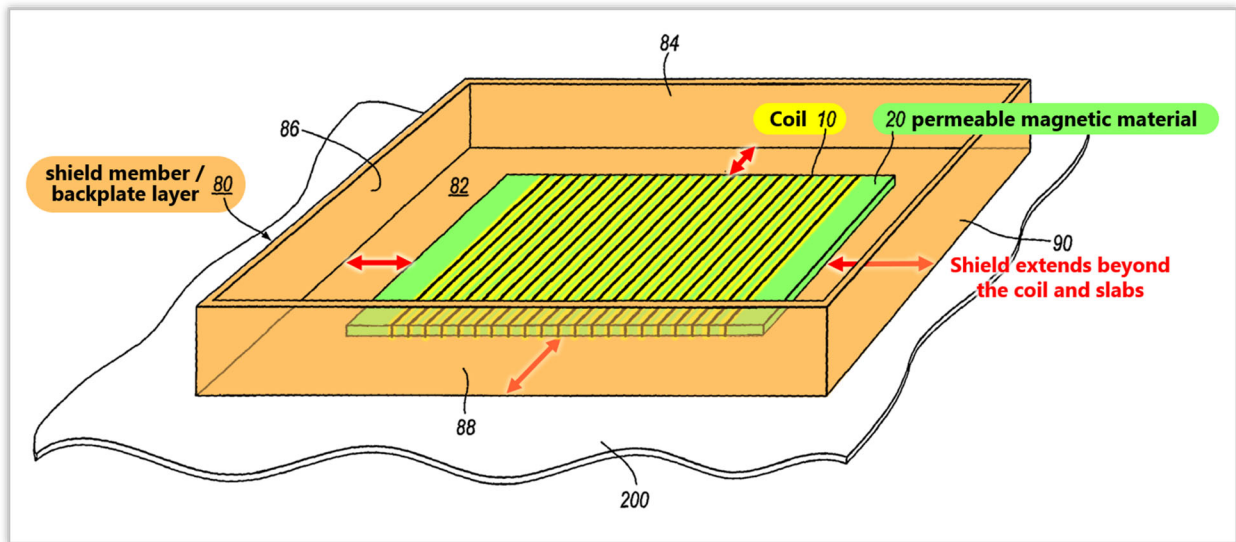 84
Coil 10
20 permeable magnetic material
86
shield member /
backplate layer 80
82
90
Shield extends beyond
the coil and slabs
88
200